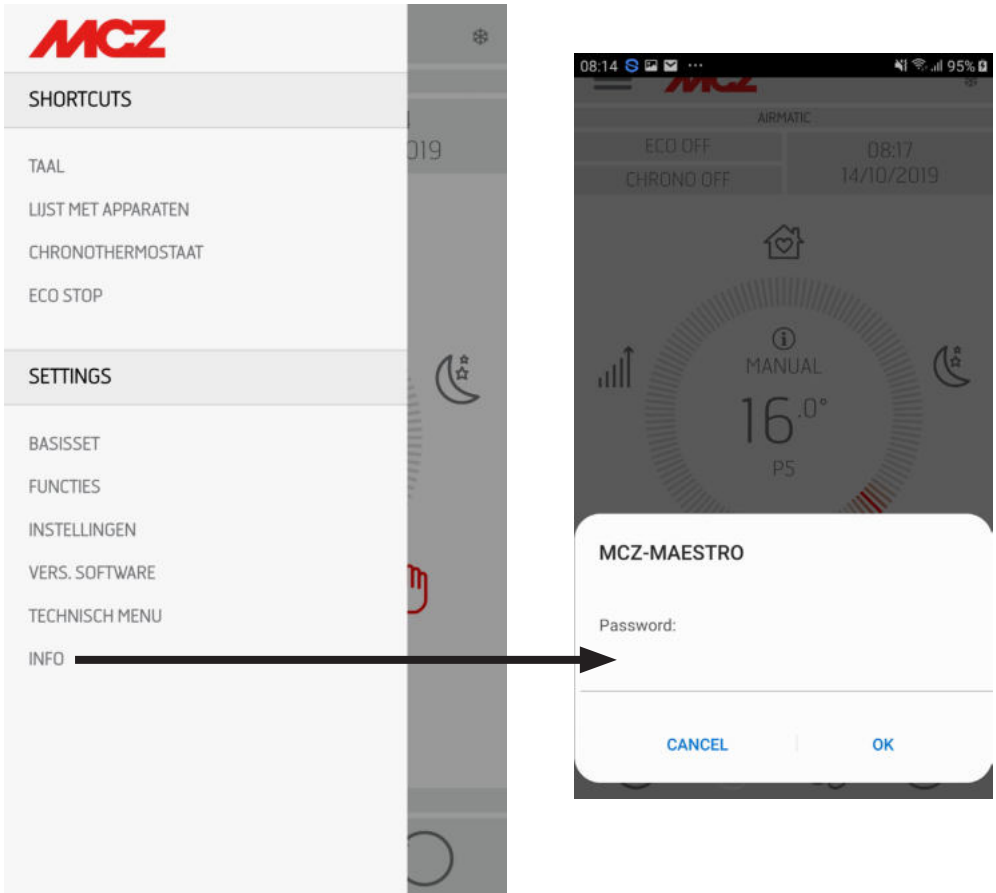 MCZ
SHORTCUTS
TAAL
LIJST MET APPARATEN
CHRONOTHERMOSTAAT
ECO STOP
SETTINGS
BASISSET
FUNCTIES
INSTELLINGEN
VERS. SOFTWARE
TECHNISCH MENU
INFO
019
08:14 S ... 95%
MCZ
AIRMATIC
ECO OFF
CHRONO OFF
08:17
14/10/2019
i
MANUAL
16.0°
P5
MCZ-MAESTRO
Password:
CANCEL
OK